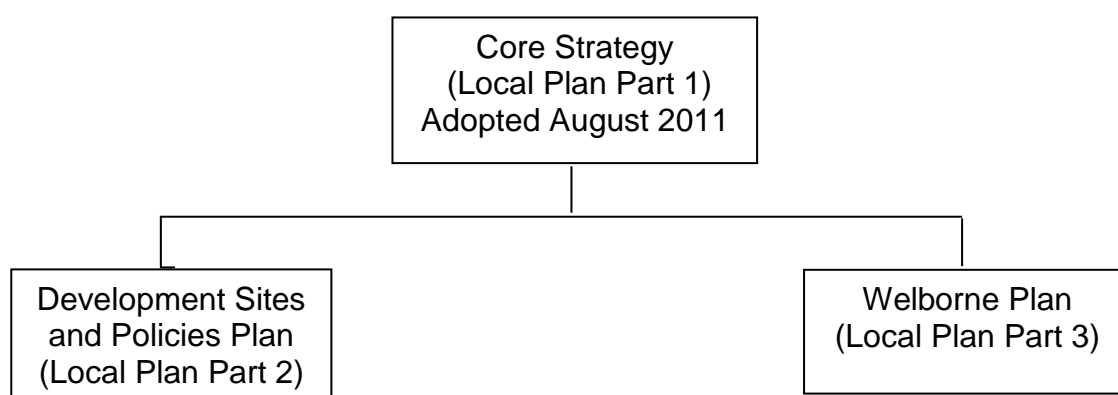 Core Strategy
(Local Plan Part 1)
Adopted August 2011
Development Sites
and Policies Plan
(Local Plan Part 2)
Welborne Plan
(Local Plan Part 3)